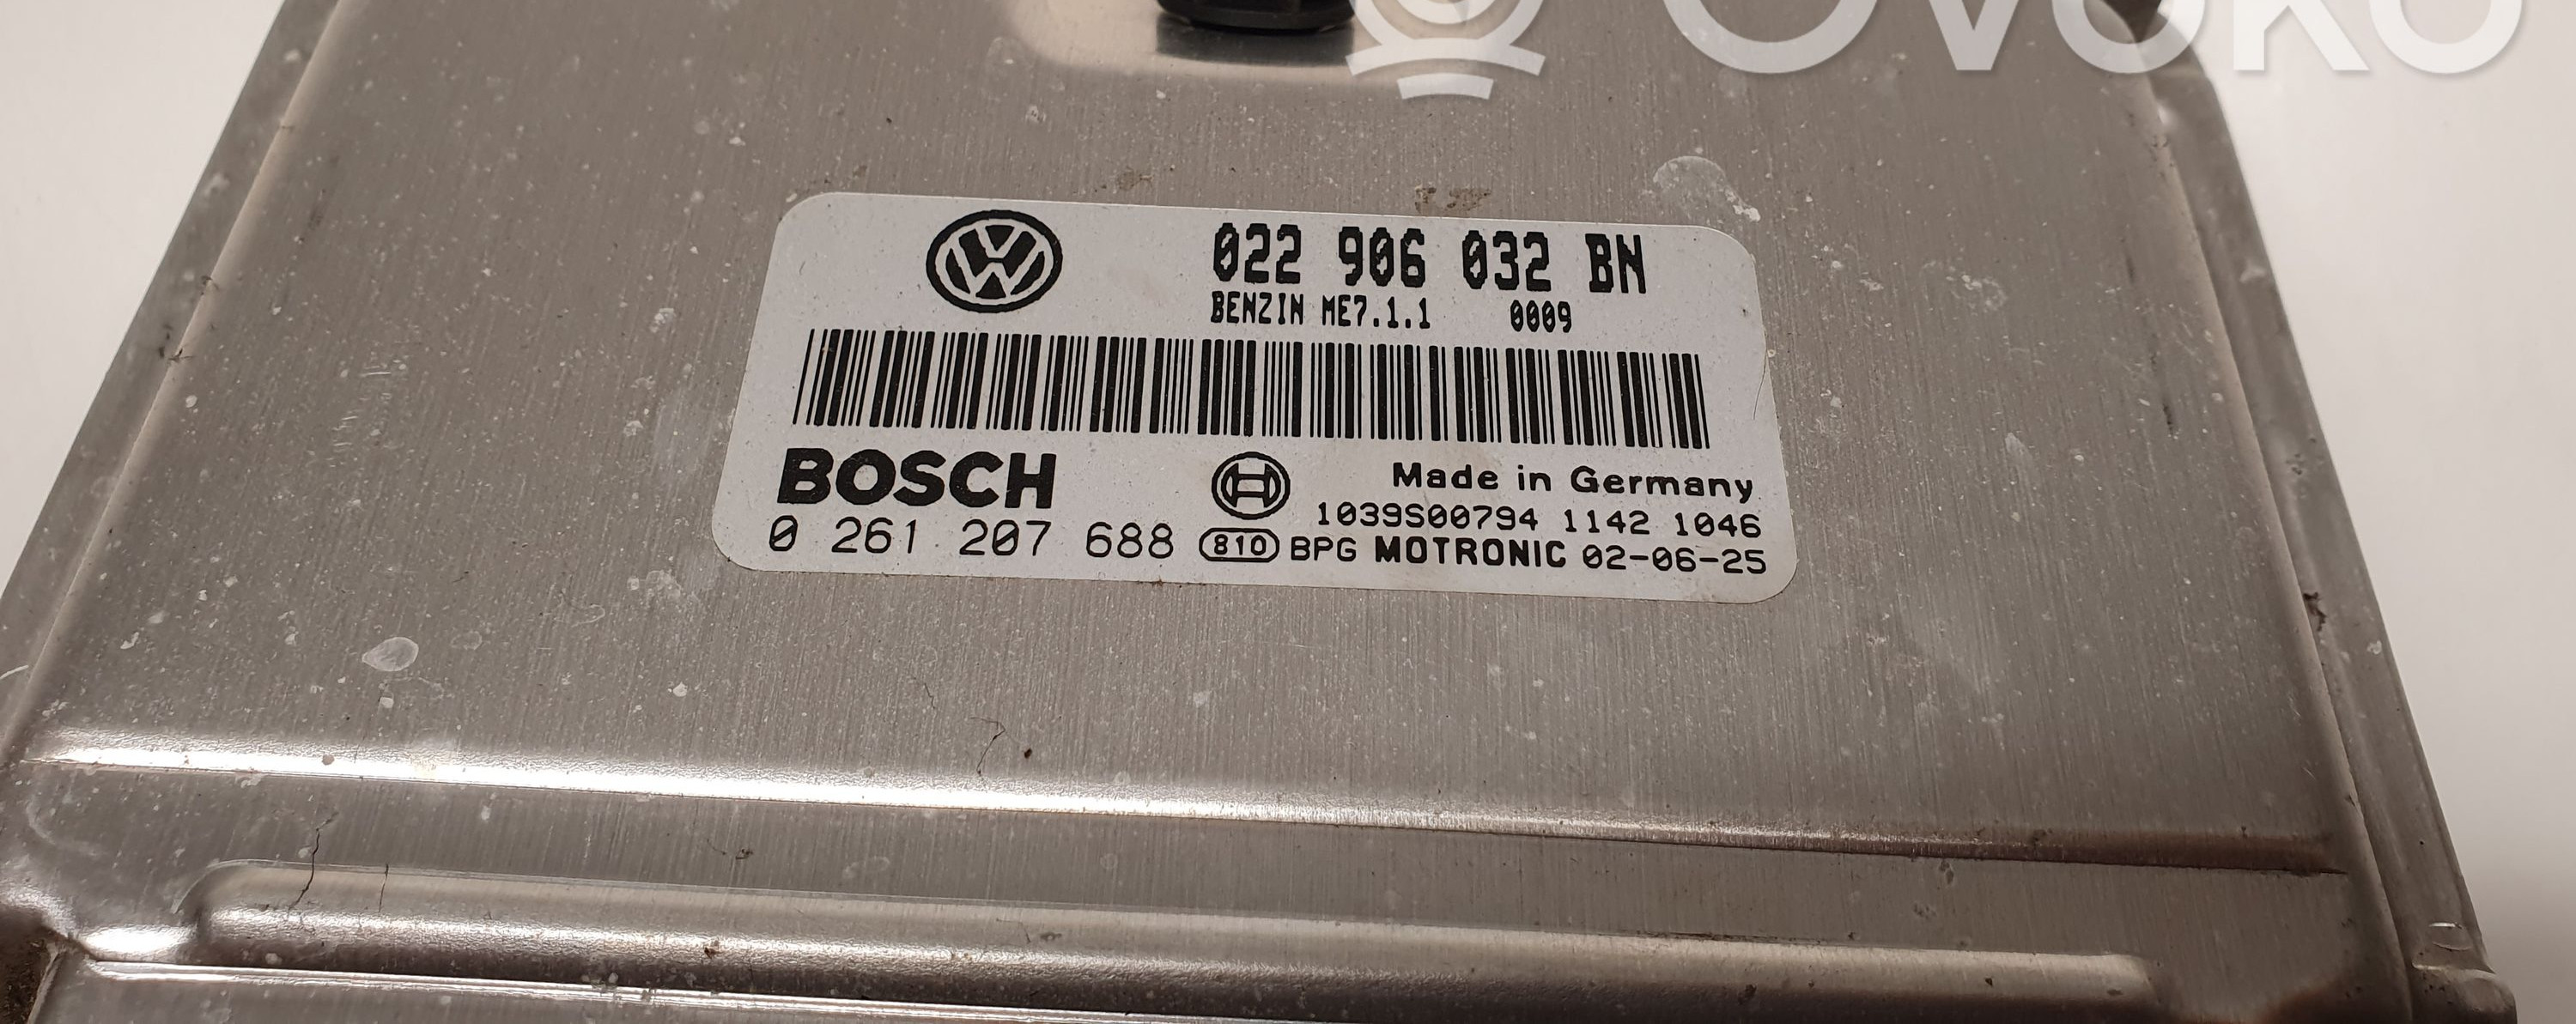 OVOKO
022 906 032 BN
BENZIN ME7.1.1 0009
BOSCH
Made in Germany
1039S00794 1142 1046
0 261 207 688 810 BPG MOTRONIC 02-06-25